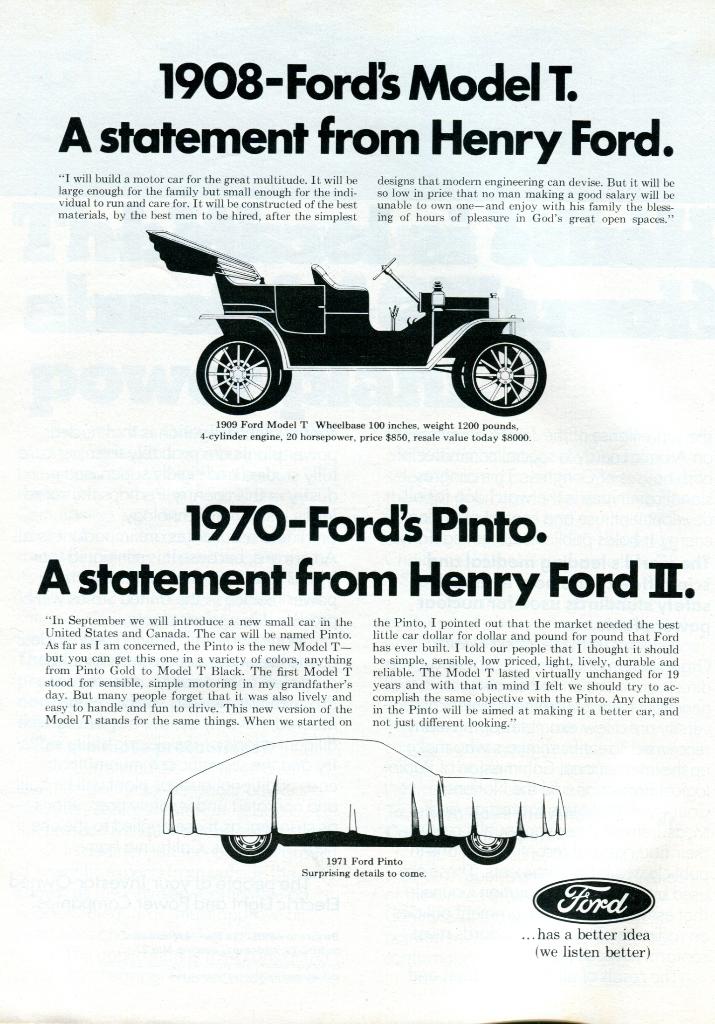 1908-Ford's Model T.
A statement from Henry Ford.
"I will build a motor car for the great multitude. It will be
large enough for the family but small enough for the indi-
vidual to run and care for. It will be constructed of the best
materials, by the best men to be hired, after the simplest
designs that modern engineering can devise. But it will be
so low in price that no man making a good salary will be
unable to own one—and enjoy with his family the bless-
ing of hours of pleasure in God's great open spaces."
1909 Ford Model T Wheelbase 100 inches, weight 1200 pounds,
4-cylinder engine, 20 horsepower, price $850, resale value today $8000.
1970-Ford's Pinto.
A statement from Henry Ford II.
"In September we will introduce a new small car in the
United States and Canada. The car will be named Pinto.
As far as I am concerned, the Pinto is the new Model T—
but you can get this one in a variety of colors, anything
from Pinto Gold to Model T Black. The first Model T
stood for sensible, simple motoring in my grandfather's
day. But many people forget that it was also lively and
easy to handle and fun to drive. This new version of the
Model T stands for the same things. When we started on
the Pinto, I pointed out that the market needed the best
little car dollar for dollar and pound for pound that Ford
has ever built. I told our people that I thought it should
be simple, sensible, low priced, light, lively, durable and
reliable. The Model T lasted virtually unchanged for 19
years and with that in mind I felt we should try to ac-
complish the same objective with the Pinto. Any changes
in the Pinto will be aimed at making it a better car, and
not just different looking."
1971 Ford Pinto
Surprising details to come.
Ford
...has a better idea
(we listen better)